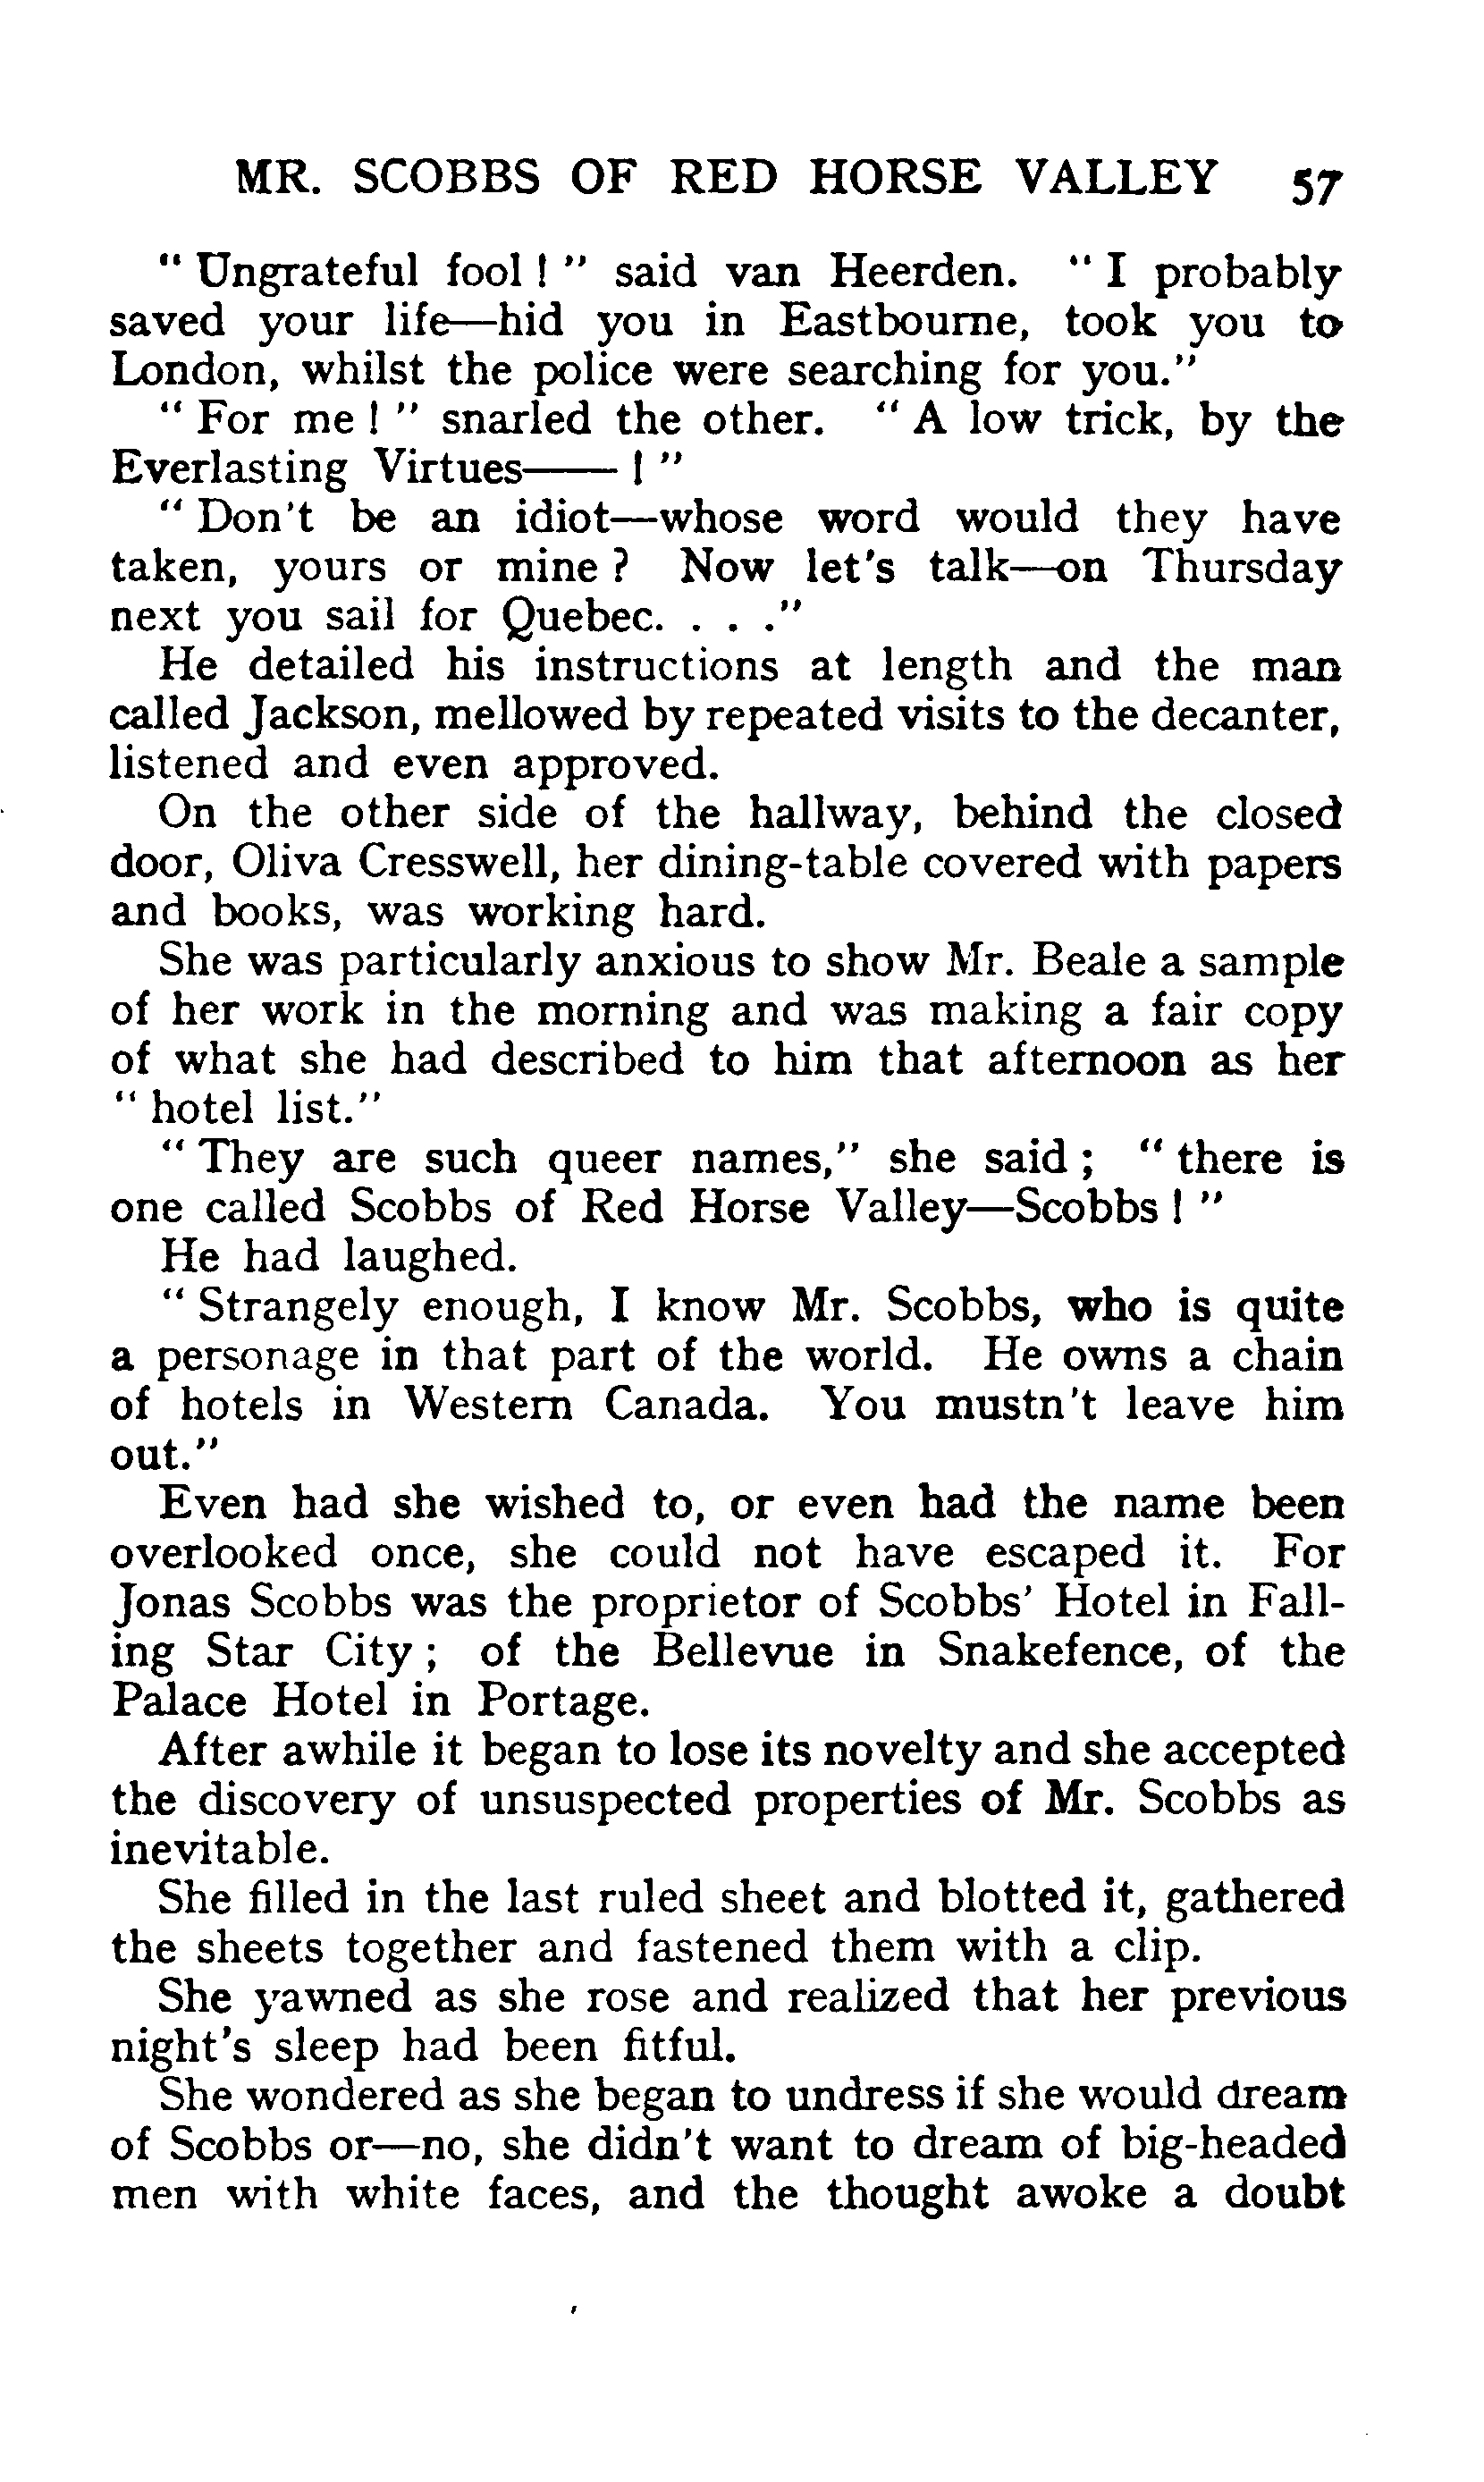 MR. SCOBBS OF RED HORSE VALLEY 57
" Ungrateful fool ! " said van Heerden. " I probably
saved your life—hid you in Eastbourne, took you to
London, whilst the police were searching for you."
" For me ! " snarled the other. " A low trick, by the
Everlasting Virtues—— ! "
" Don't be an idiot—whose word would they have
taken, yours or mine ? Now let's talk—on Thursday
next you sail for Quebec. . . ."
He detailed his instructions at length and the man
called Jackson, mellowed by repeated visits to the decanter,
listened and even approved.
On the other side of the hallway, behind the closed
door, Oliva Cresswell, her dining-table covered with papers
and books, was working hard.
She was particularly anxious to show Mr. Beale a sample
of her work in the morning and was making a fair copy
of what she had described to him that afternoon as her
" hotel list."
" They are such queer names," she said ; " there is
one called Scobbs of Red Horse Valley—Scobbs ! "
He had laughed.
" Strangely enough, I know Mr. Scobbs, who is quite
a personage in that part of the world. He owns a chain
of hotels in Western Canada. You mustn't leave him
out."
Even had she wished to, or even had the name been
overlooked once, she could not have escaped it. For
Jonas Scobbs was the proprietor of Scobbs' Hotel in Fall-
ing Star City ; of the Bellevue in Snakefence, of the
Palace Hotel in Portage.
After awhile it began to lose its novelty and she accepted
the discovery of unsuspected properties of Mr. Scobbs as
inevitable.
She filled in the last ruled sheet and blotted it, gathered
the sheets together and fastened them with a clip.
She yawned as she rose and realized that her previous
night's sleep had been fitful.
She wondered as she began to undress if she would dream
of Scobbs or—no, she didn't want to dream of big-headed
men with white faces, and the thought awoke a doubt